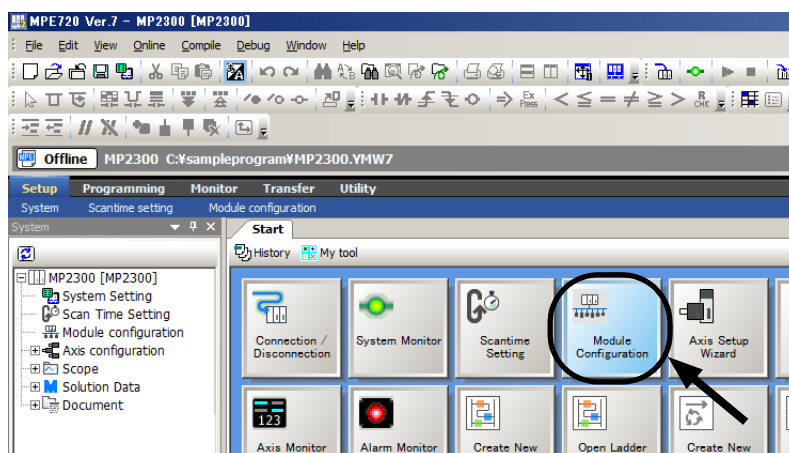 MPE720 Ver.7 - MP2300 [MP2300]
File Edit View Online Compile Debug Window Help
Ex Press
CHK
Offline MP2300 C:¥sampleprogram¥MP2300.YMW7
Setup Programming Monitor Transfer Utility
System Scantime setting Module configuration
System
Start
History My tool
MP2300 [MP2300]
System Setting
Scan Time Setting
Module configuration
Axis configuration
Scope
Solution Data
Document
Connection / Disconnection
System Monitor
Scantime Setting
Module Configuration
Axis Setup Wizard
123
Axis Monitor
Alarm Monitor
Create New
Open Ladder
Create New